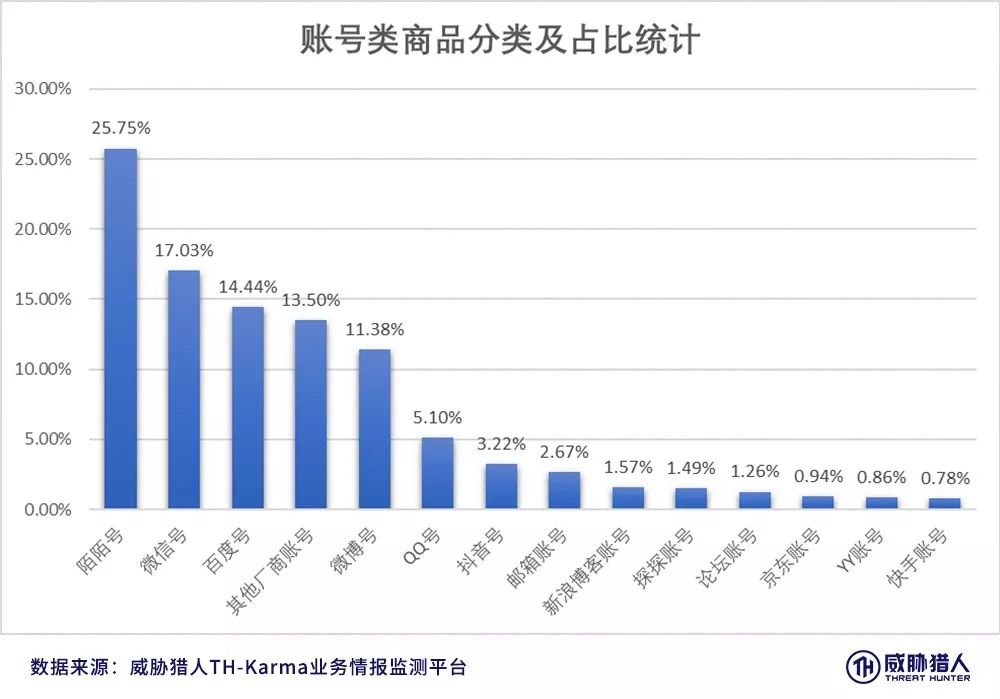 账号类商品分类及占比统计
30.00%
25.00%
20.00%
15.00%
10.00%
5.00%
0.00%
25.75%
17.03%
14.44%
13.50%
11.38%
5.10%
3.22%
2.67%
1.57%
1.49%
1.26%
0.94%
0.86%
0.78%
陌陌号
微信号
百度号
其他厂商账号
微博号
QQ号
抖音号
邮箱账号
新浪博客账号
探探账号
论坛账号
京东账号
YY账号
快手账号
数据来源：威胁猎人TH-Karma业务情报监测平台
TH 威胁猎人
THREAT HUNTER